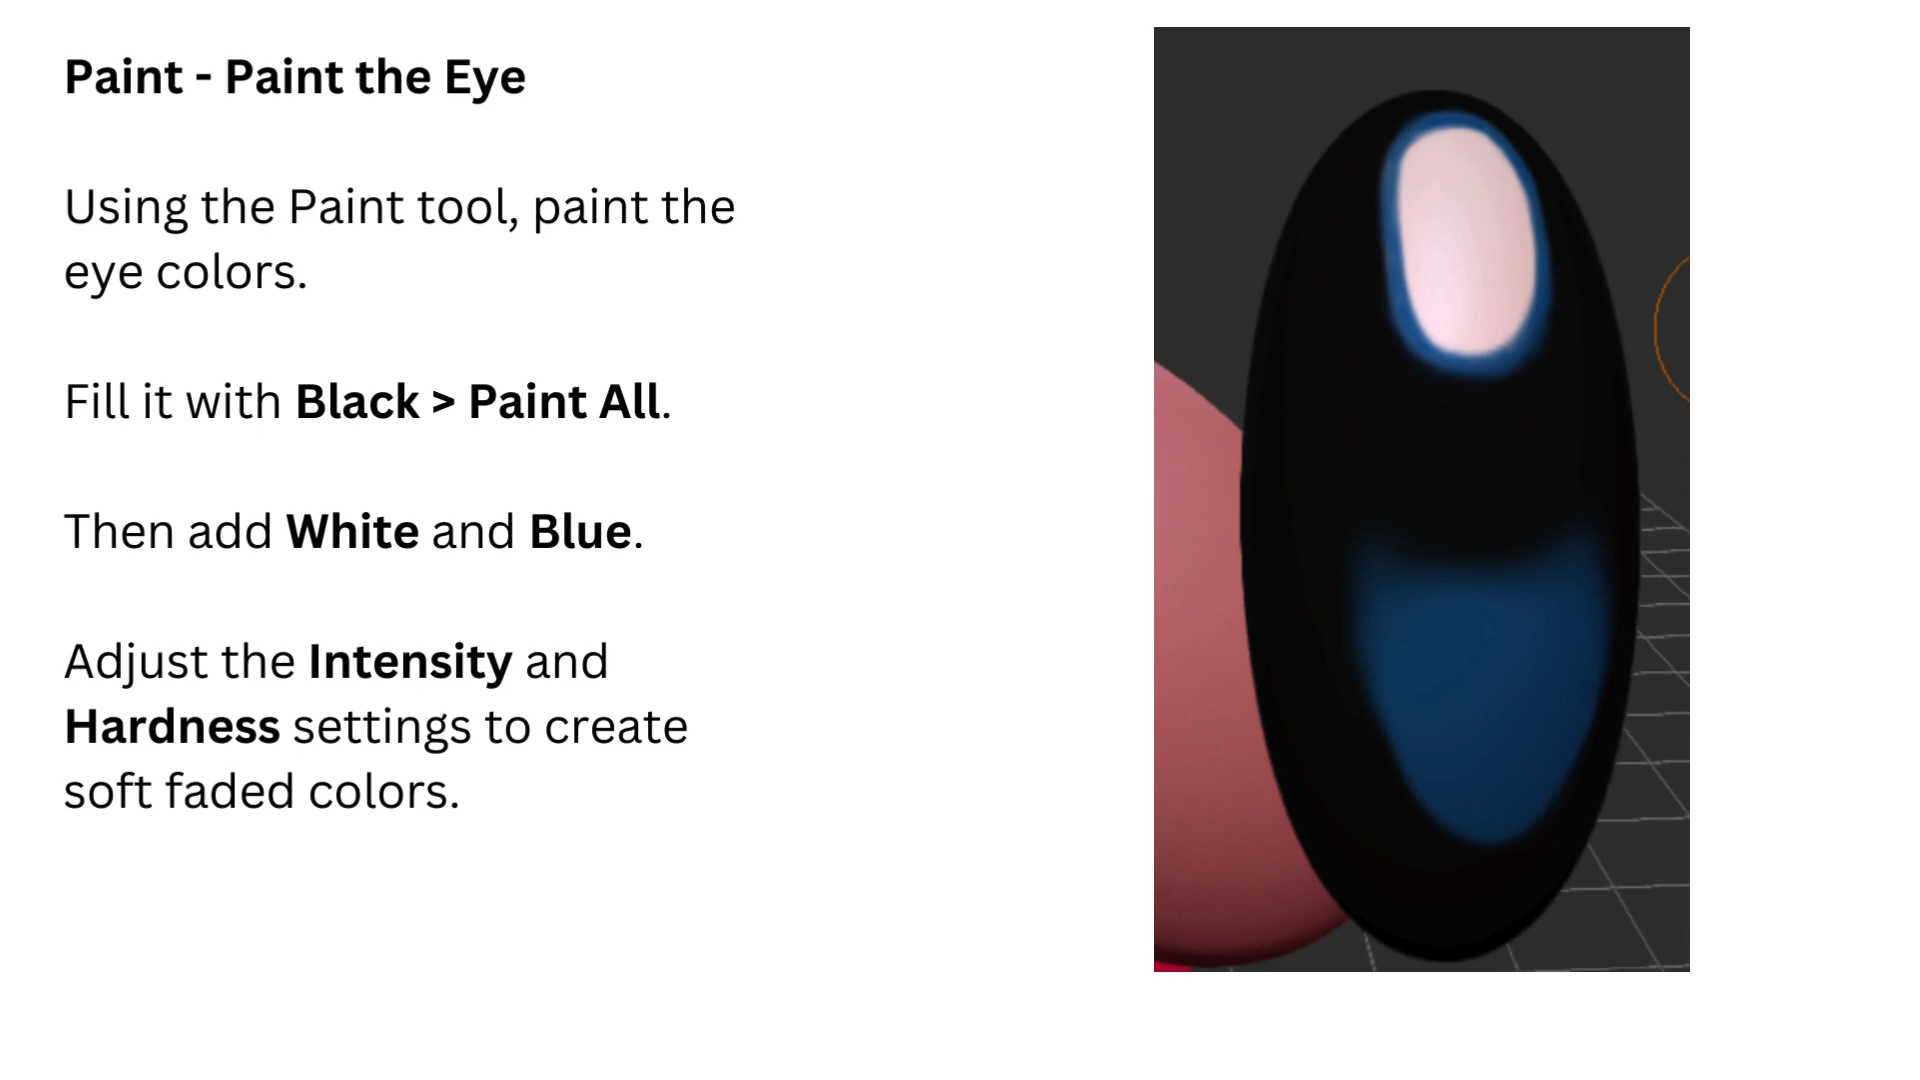 Paint - Paint the Eye
Using the Paint tool, paint the
eye colors.
Fill it with Black > Paint All.
Then add White and Blue.
Adjust the Intensity and
Hardness settings to create
soft faded colors.